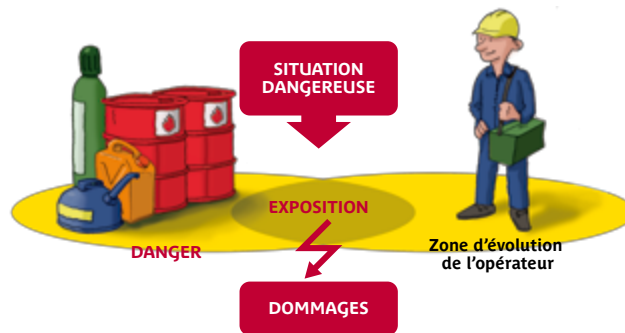 SITUATION
DANGEREUSE
EXPOSITION
DANGER
Zone d'évolution
de l'opérateur
DOMMAGES